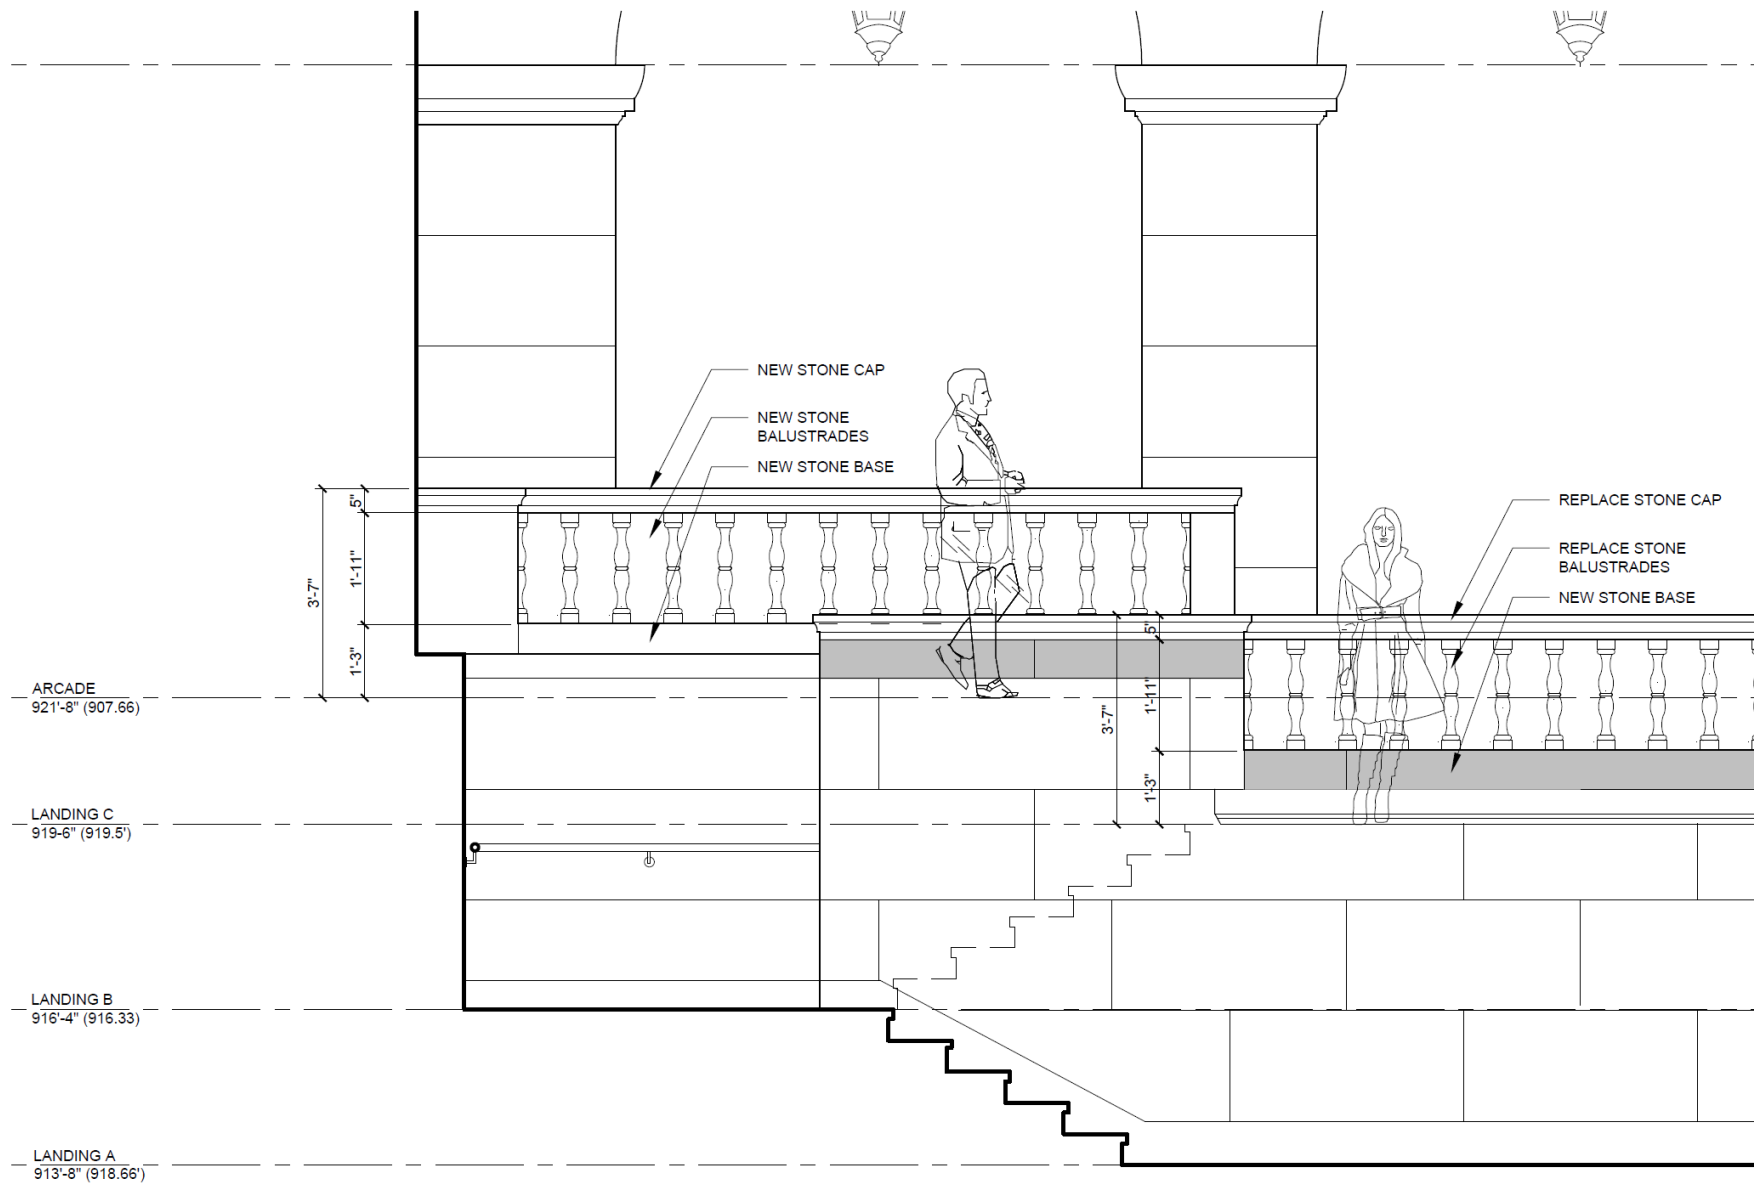 NEW STONE CAP
NEW STONE
BALUSTRADES
NEW STONE BASE
REPLACE STONE CAP
REPLACE STONE
BALUSTRADES
NEW STONE BASE
5"
1'-11"
3'-7"
1'-3"
5"
1'-11"
3'-7"
1'-3"
ARCADE
921'-8" (907.66)
LANDING C
919-6" (919.5')
LANDING B
916'-4" (916.33)
LANDING A
913'-8" (918.66')